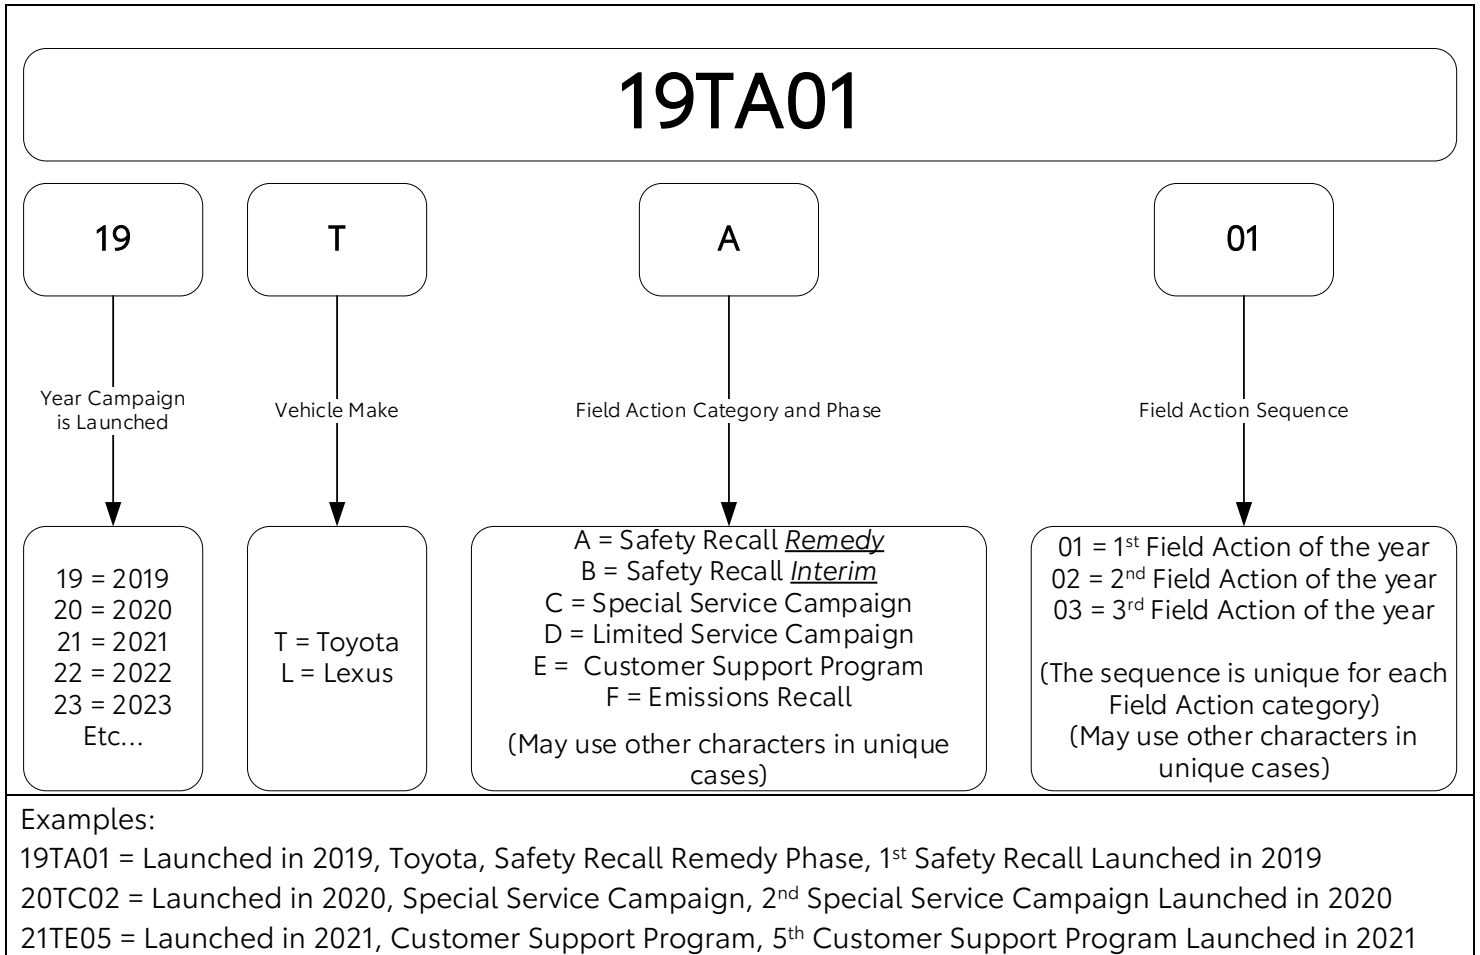 19TA01
19
T
A
01
Year Campaign
is Launched
Vehicle Make
Field Action Category and Phase
Field Action Sequence
19 = 2019
20 = 2020
21 = 2021
22 = 2022
23 = 2023
Etc...
T = Toyota
L = Lexus
A = Safety Recall Remedy
B = Safety Recall Interim
C = Special Service Campaign
D = Limited Service Campaign
E =  Customer Support Program
F = Emissions Recall
(May use other characters in unique
cases)
01 = 1st Field Action of the year
02 = 2nd Field Action of the year
03 = 3rd Field Action of the year
(The sequence is unique for each
Field Action category)
(May use other characters in
unique cases)
Examples:
19TA01 = Launched in 2019, Toyota, Safety Recall Remedy Phase, 1st Safety Recall Launched in 2019
20TC02 = Launched in 2020, Special Service Campaign, 2nd Special Service Campaign Launched in 2020
21TE05 = Launched in 2021, Customer Support Program, 5th Customer Support Program Launched in 2021